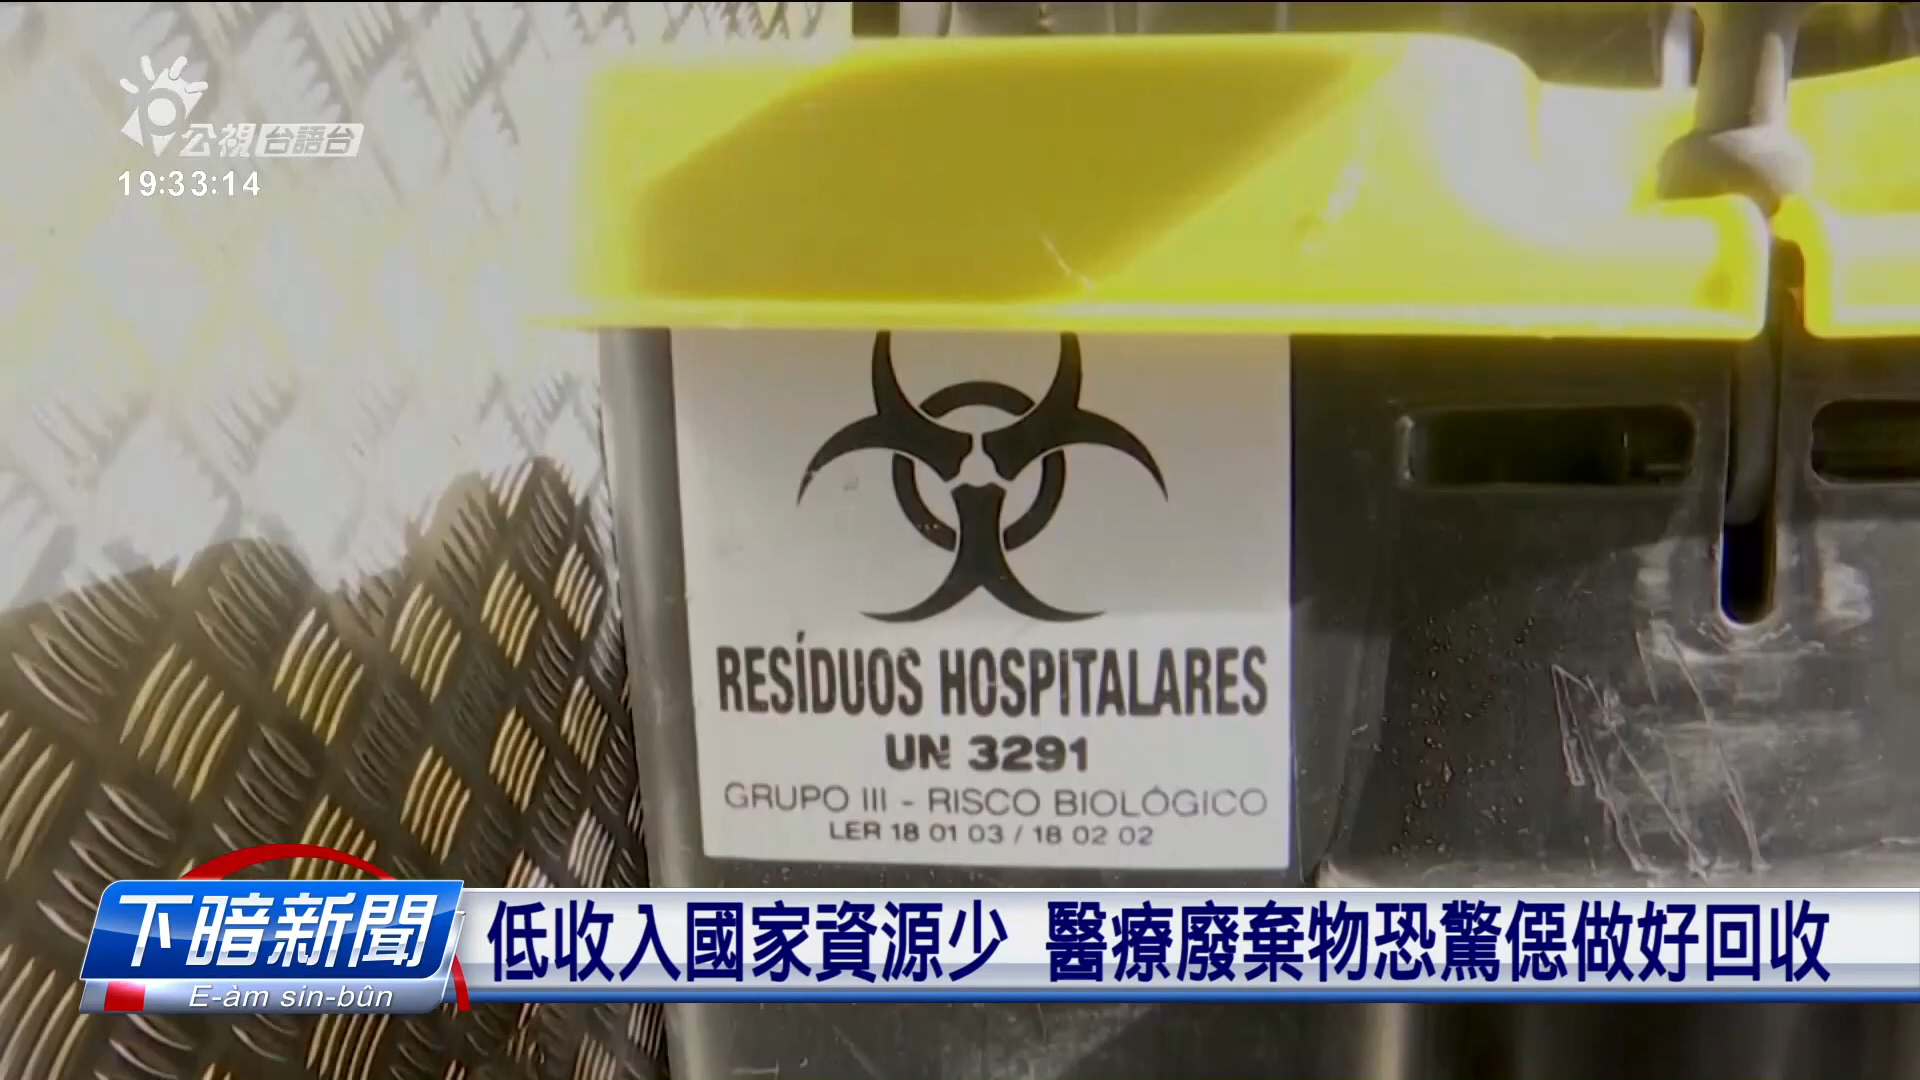 公視台語台
19:33:14
RESÍDUOS HOSPITALARES
UN 3291
GRUPO III - RISCO BIOLÓGICO
LER 18 01 03 / 18 02 02
下暗新聞
E-àm sin-bûn
低收入國家資源少 醫療廢棄物恐驚僫做好回收